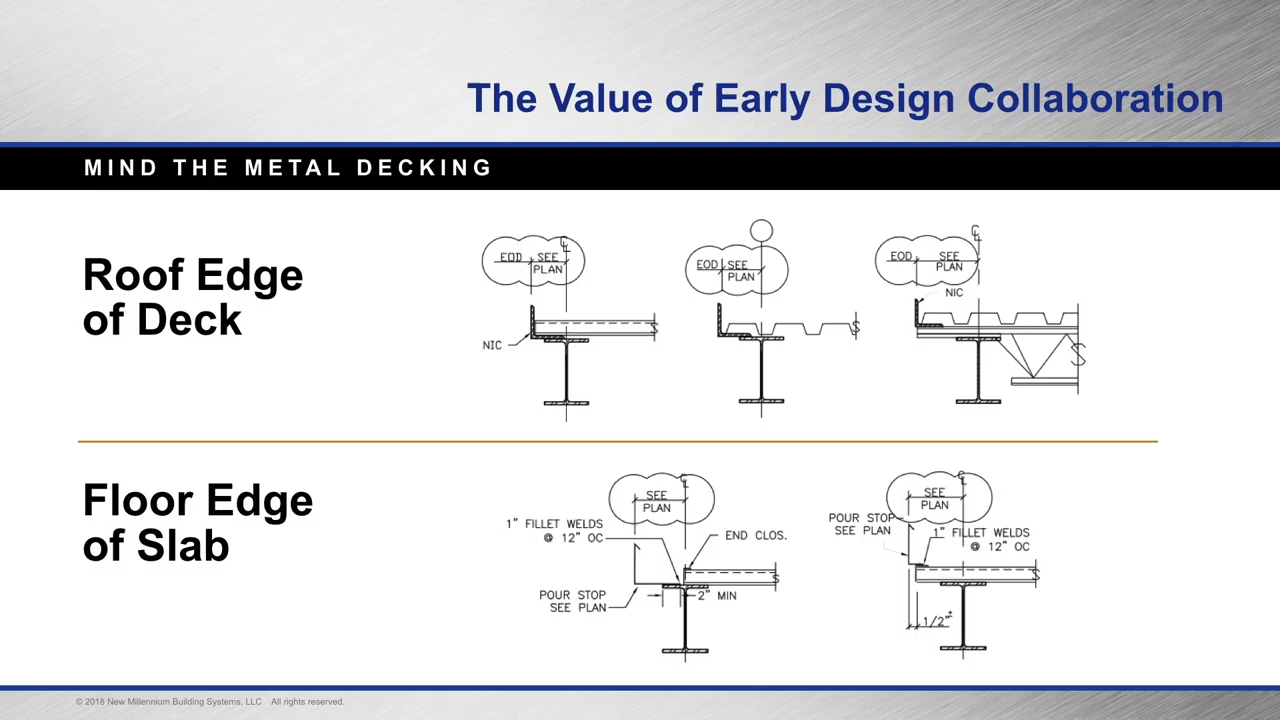 The Value of Early Design Collaboration
MIND THE METAL DECKING
Roof Edge
of Deck
EOD SEE
PLAN
℄
NIC
EOD SEE
PLAN
EOD SEE
PLAN
℄
NIC
Floor Edge
of Slab
℄
SEE
PLAN
1" FILLET WELDS
@ 12" OC
END CLOS.
POUR STOP
SEE PLAN
2" MIN
℄
SEE
PLAN
POUR STOP
SEE PLAN
1" FILLET WELDS
@ 12" OC
1/2"±
© 2018 New Millennium Building Systems, LLC All rights reserved.